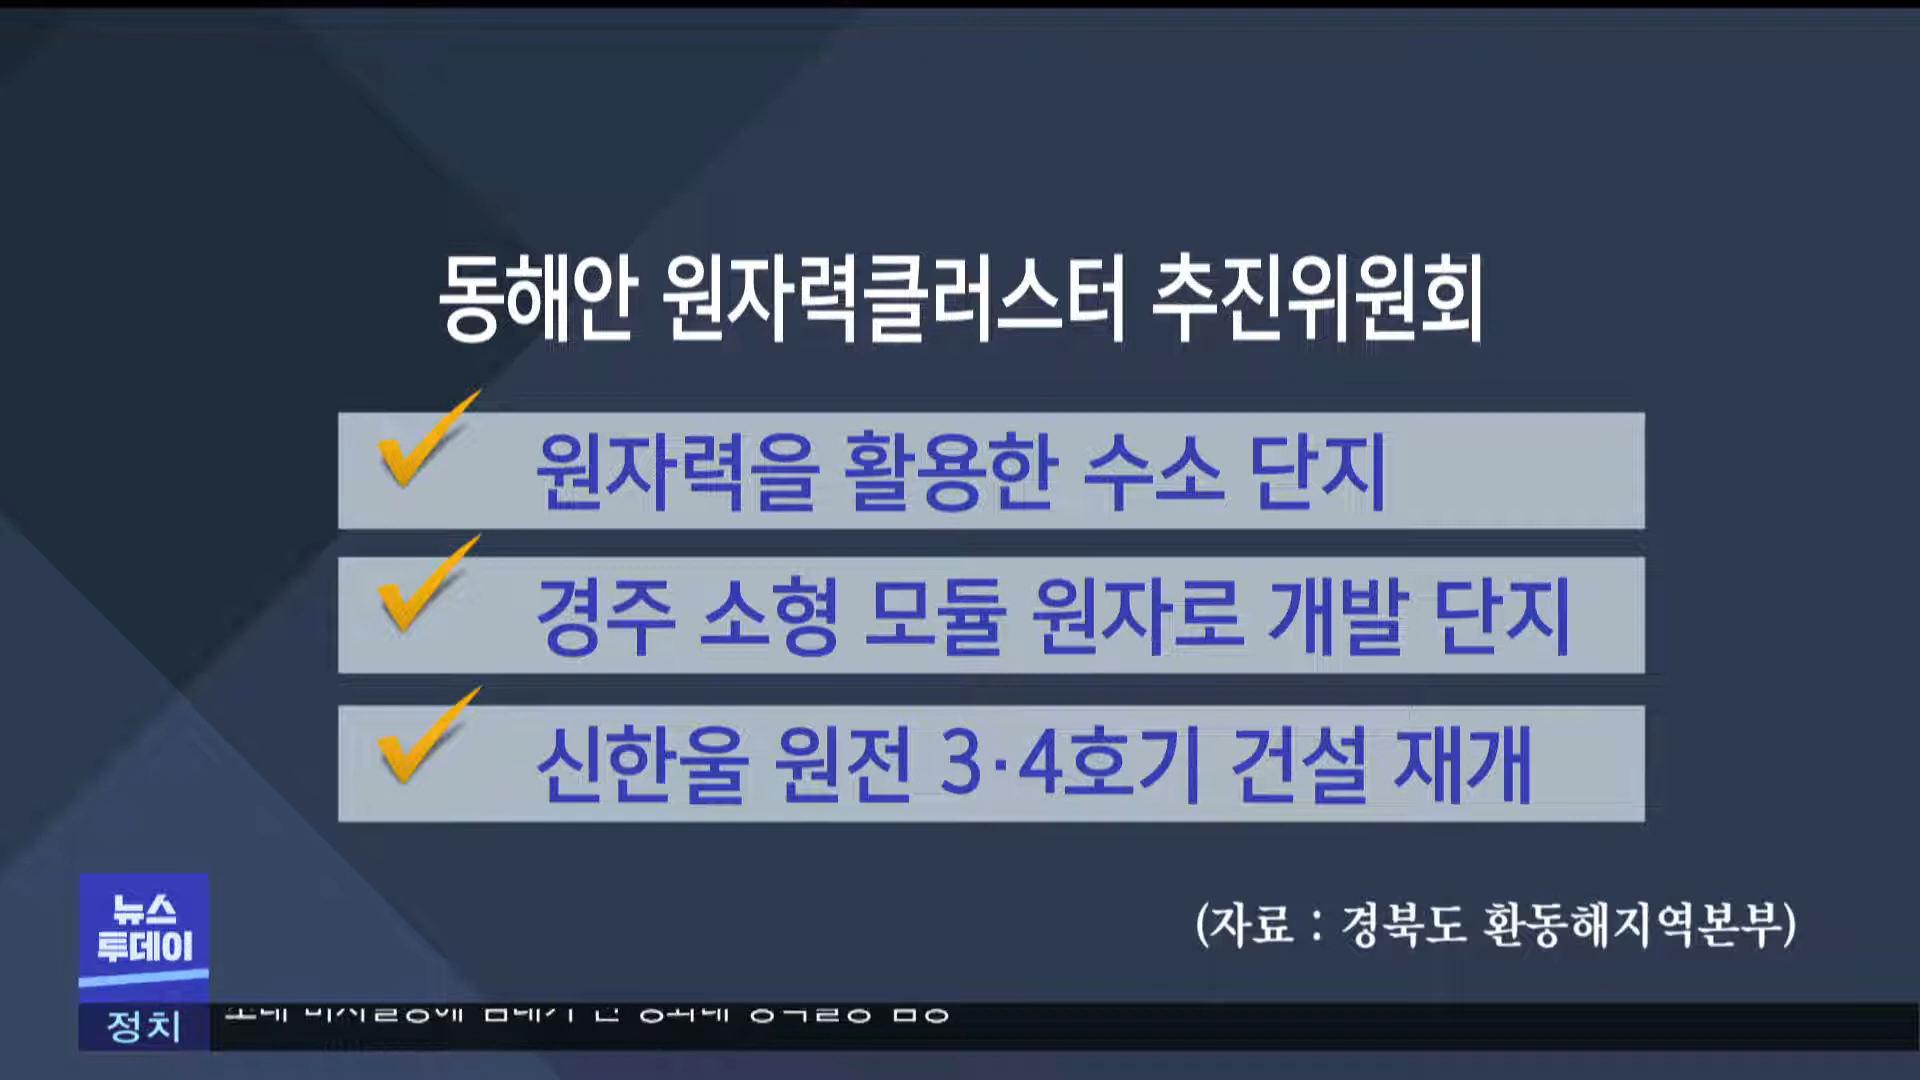 동해안 원자력클러스터 추진위원회
원자력을 활용한 수소 단지
경주 소형 모듈 원자로 개발 단지
신한울 원전 3·4호기 건설 재개
(자료 : 경북도 환동해지역본부)
뉴스
투데이
정치